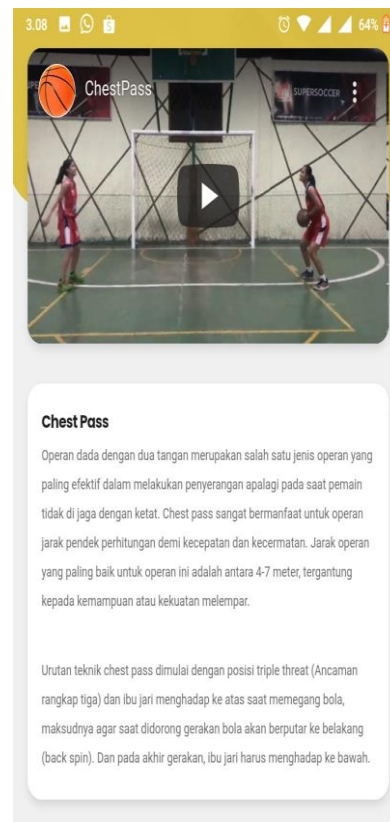 3.08
64%
ChestPass
SUPERSOCCER
Chest Pass
Operan dada dengan dua tangan merupakan salah satu jenis operan yang
paling efektif dalam melakukan penyerangan apalagi pada saat pemain
tidak di jaga dengan ketat. Chest pass sangat bermanfaat untuk operan
jarak pendek perhitungan demi kecepatan dan kecermatan. Jarak operan
yang paling baik untuk operan ini adalah antara 4-7 meter, tergantung
kepada kemampuan atau kekuatan melempar.
Urutan teknik chest pass dimulai dengan posisi triple threat (Ancaman
rangkap tiga) dan ibu jari menghadap ke atas saat memegang bola,
maksudnya agar saat didorong gerakan bola akan berputar ke belakang
(back spin). Dan pada akhir gerakan, ibu jari harus menghadap ke bawah.